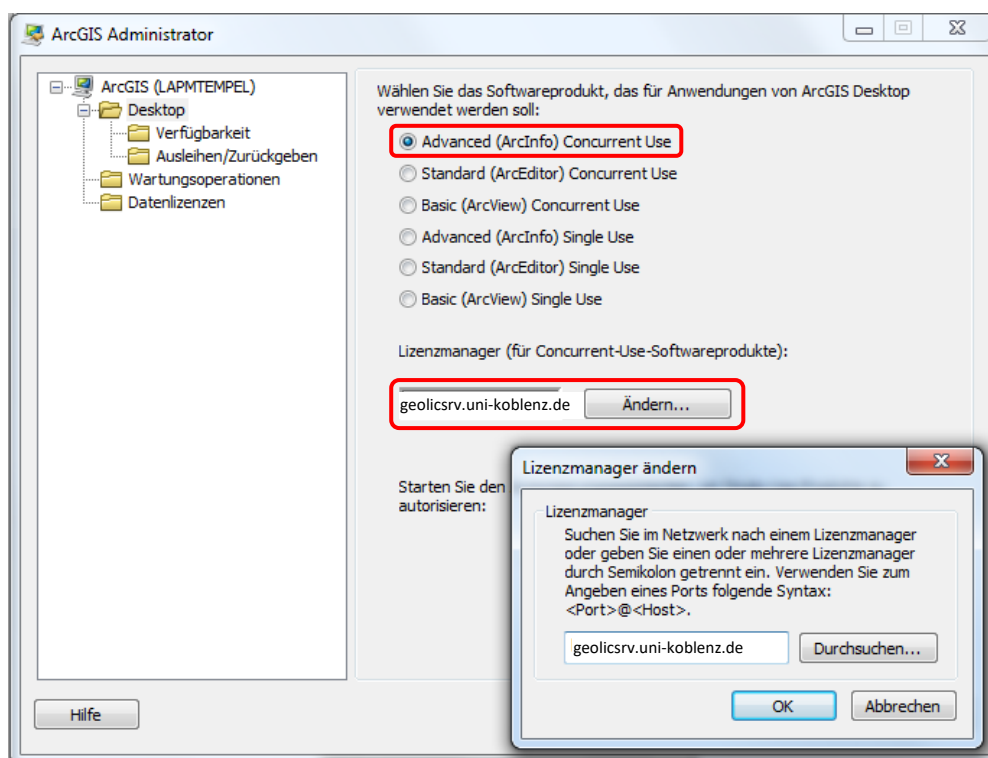 ArcGIS Administrator
ArcGIS (LAPMTEMPEL)
Desktop
Verfügbarkeit
Ausleihen/Zurückgeben
Wartungsoperationen
Datenlizenzen
Wählen Sie das Softwareprodukt, das für Anwendungen von ArcGIS Desktop
verwendet werden soll:
Advanced (ArcInfo) Concurrent Use
Standard (ArcEditor) Concurrent Use
Basic (ArcView) Concurrent Use
Advanced (ArcInfo) Single Use
Standard (ArcEditor) Single Use
Basic (ArcView) Single Use
Lizenzmanager (für Concurrent-Use-Softwareprodukte):
geolicsrv.uni-koblenz.de
Ändern...
Starten Sie den
autorisieren:
Lizenzmanager ändern
Lizenzmanager
Suchen Sie im Netzwerk nach einem Lizenzmanager
oder geben Sie einen oder mehrere Lizenzmanager
durch Semikolon getrennt ein. Verwenden Sie zum
Angeben eines Ports folgende Syntax:
<Port>@<Host>.
geolicsrv.uni-koblenz.de
Durchsuchen...
OK
Abbrechen
Hilfe